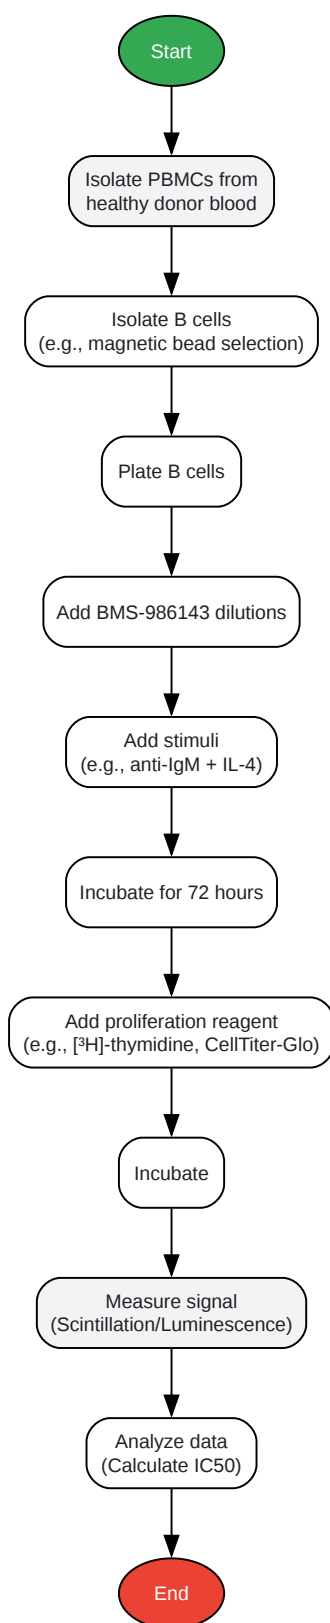 Start
Isolate PBMCs from
healthy donor blood
Isolate B cells
(e.g., magnetic bead selection)
Plate B cells
Add BMS-986143 dilutions
Add stimuli
(e.g., anti-IgM + IL-4)
Incubate for 72 hours
Add proliferation reagent
(e.g., [³H]-thymidine, CellTiter-Glo)
Incubate
Measure signal
(Scintillation/Luminescence)
Analyze data
(Calculate IC50)
End